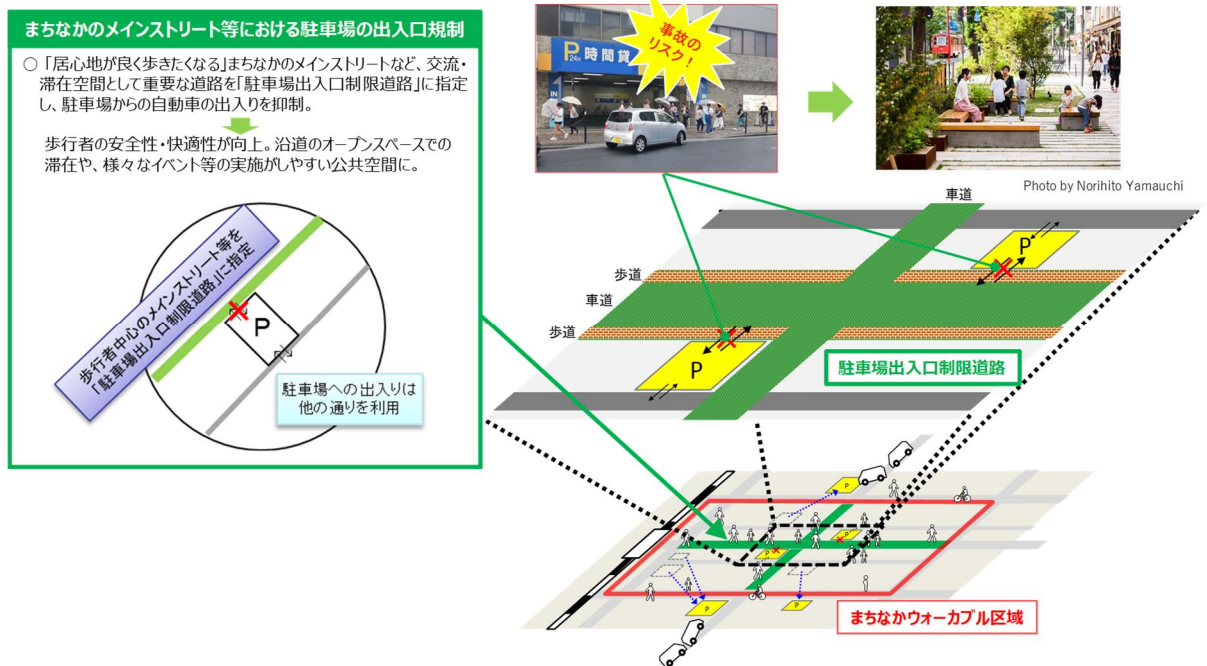 まちなかのメインストリート等における駐車場の出入口規制
○ 「居心地が良く歩きたくなる」まちなかのメインストリートなど、交流・
滞在空間として重要な道路を「駐車場出入口制限道路」に指定
し、駐車場からの自動車の出入りを抑制。
歩行者の安全性・快適性が向上。沿道のオープンスペースでの
滞在や、様々なイベント等の実施がしやすい公共空間に。
歩行者中心のメインストリート等を
「駐車場出入口制限道路」に指定
P
駐車場への出入りは
他の通りを利用
P 時間貸
24H
IN
IN
事故の
リスク!
Photo by Norihito Yamauchi
車道
P
歩道
車道
歩道
P
駐車場出入口制限道路
P
P
P
P
P
まちなかウォーカブル区域